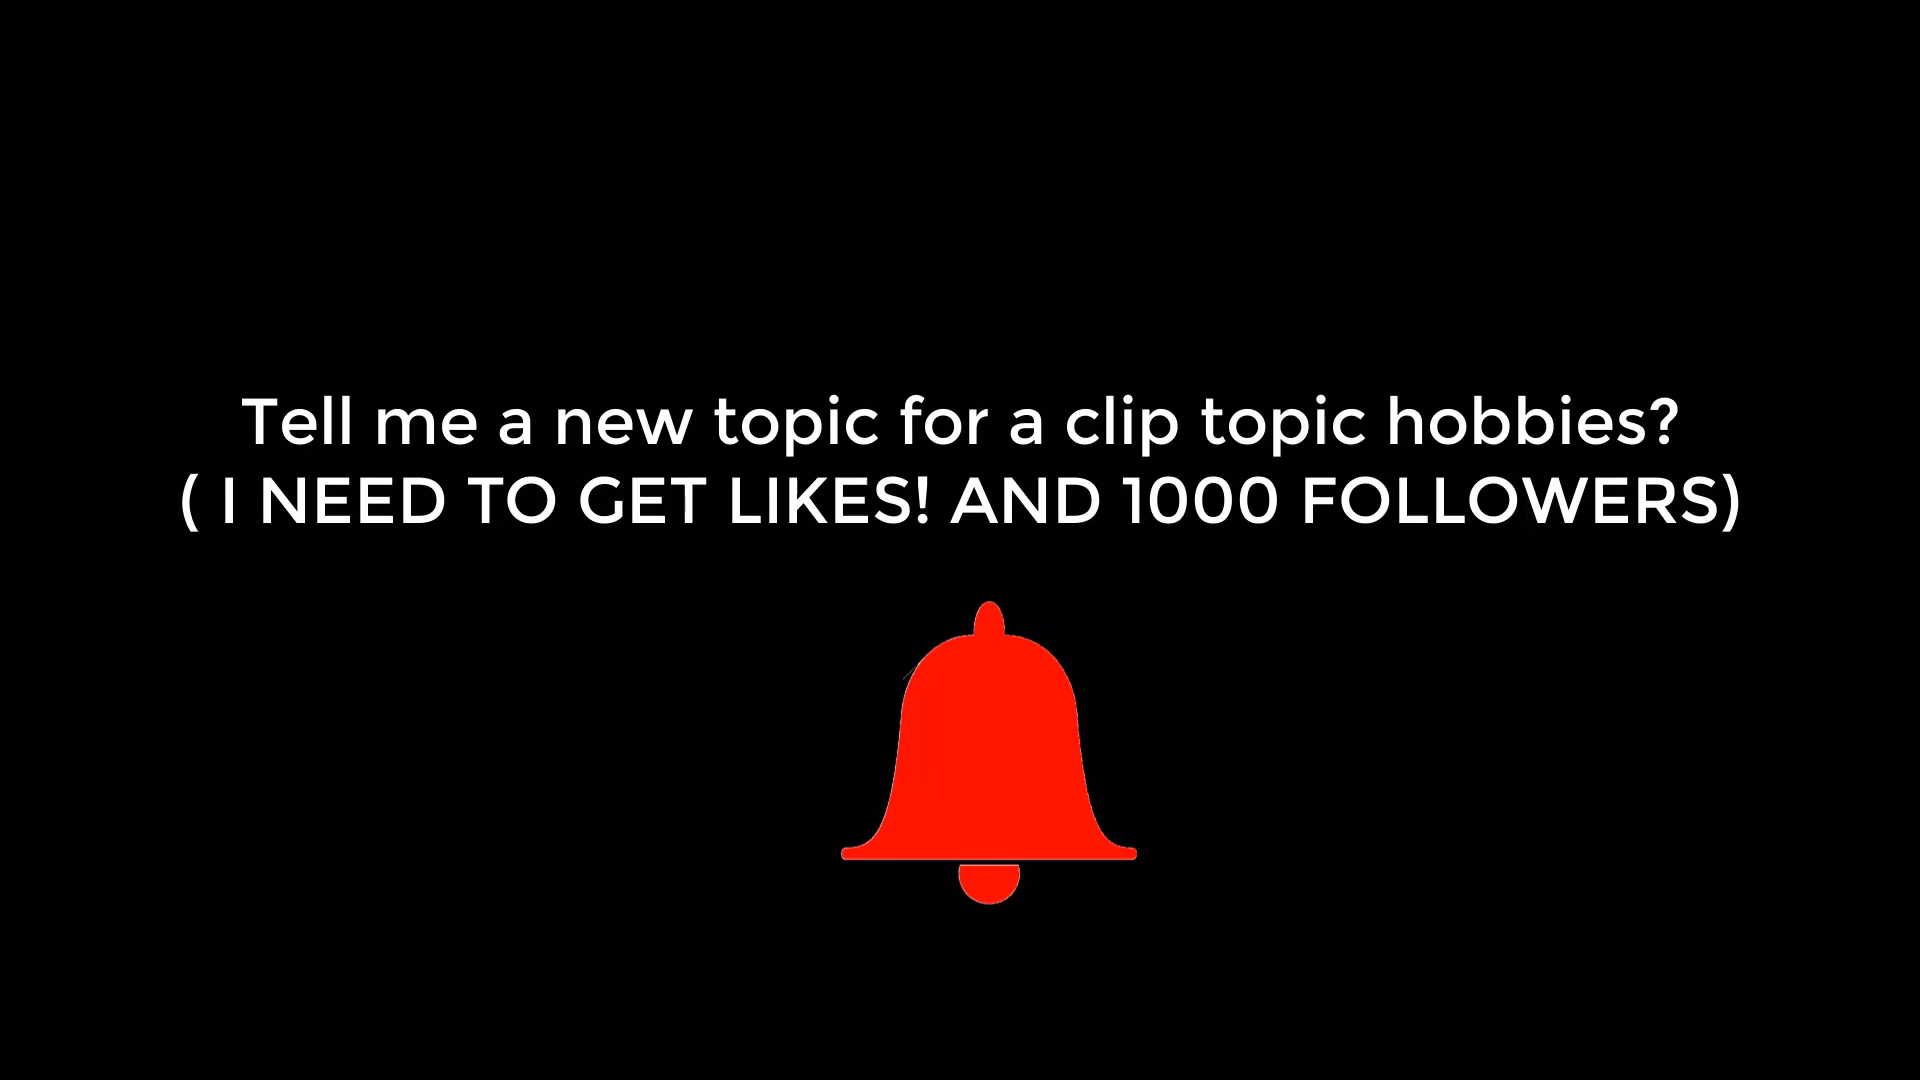 Tell me a new topic for a clip topic hobbies?
( I NEED TO GET LIKES! AND 1000 FOLLOWERS)